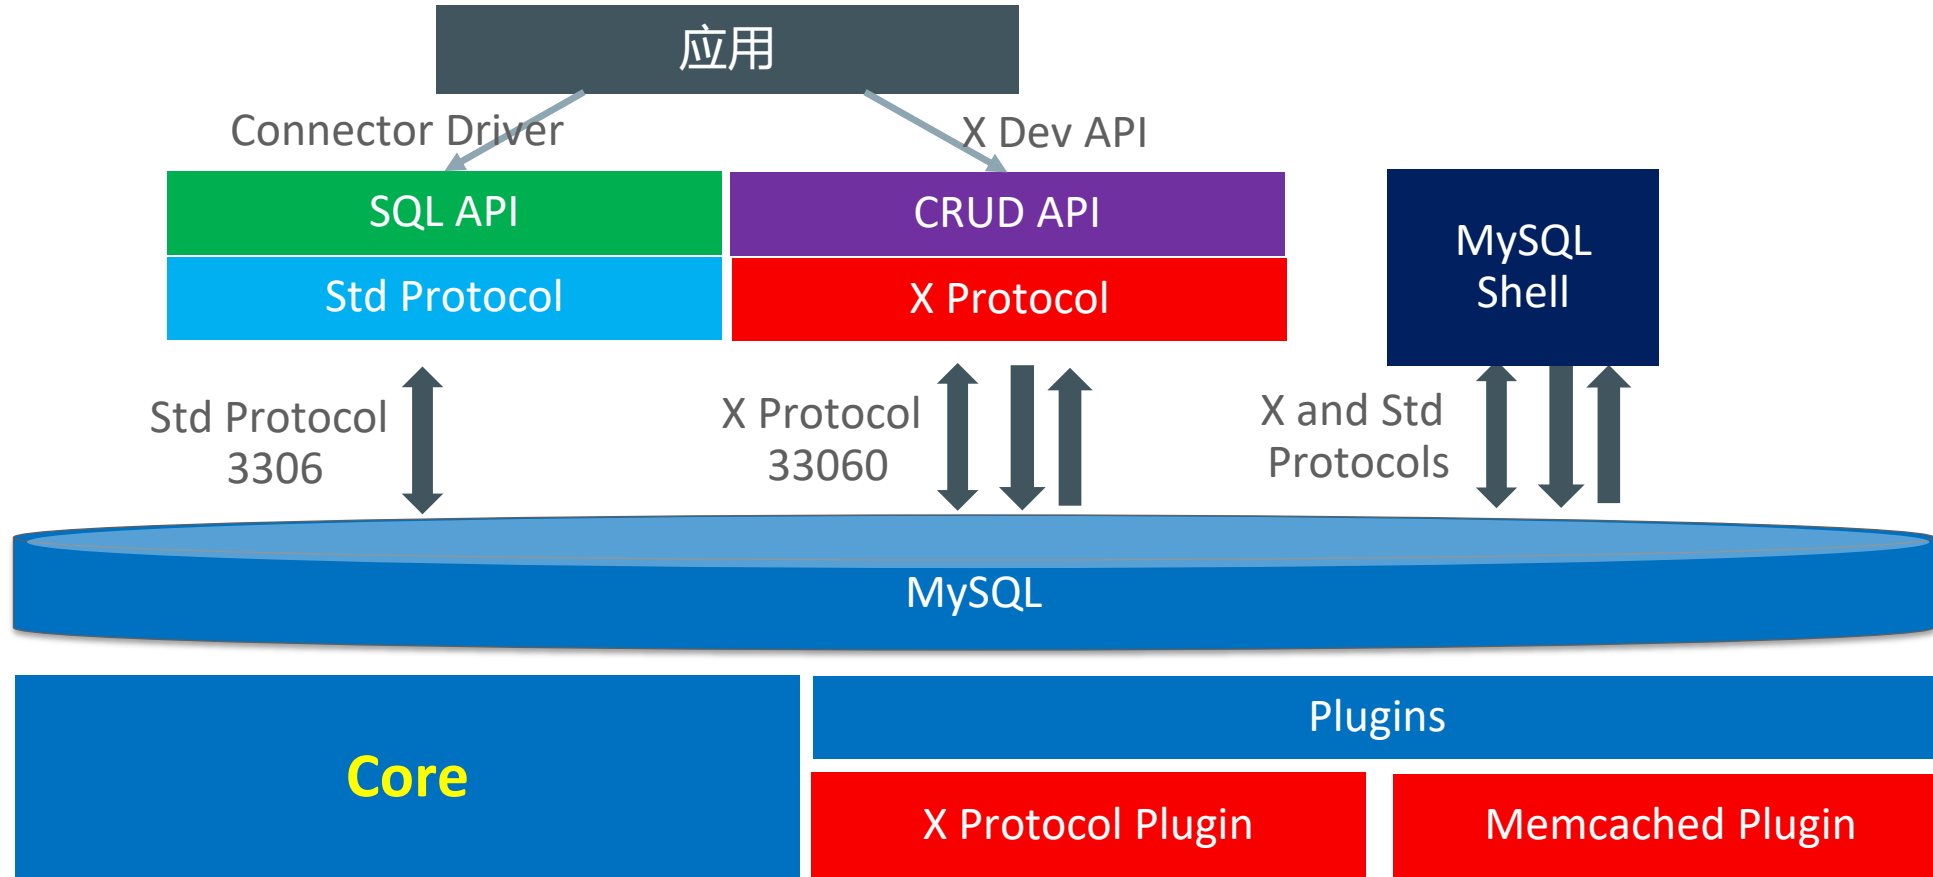 应用
Connector Driver
X Dev API
SQL API
CRUD API
Std Protocol
X Protocol
MySQL
Shell
Std Protocol
3306
X Protocol
33060
X and Std
Protocols
MySQL
Core
Plugins
X Protocol Plugin
Memcached Plugin